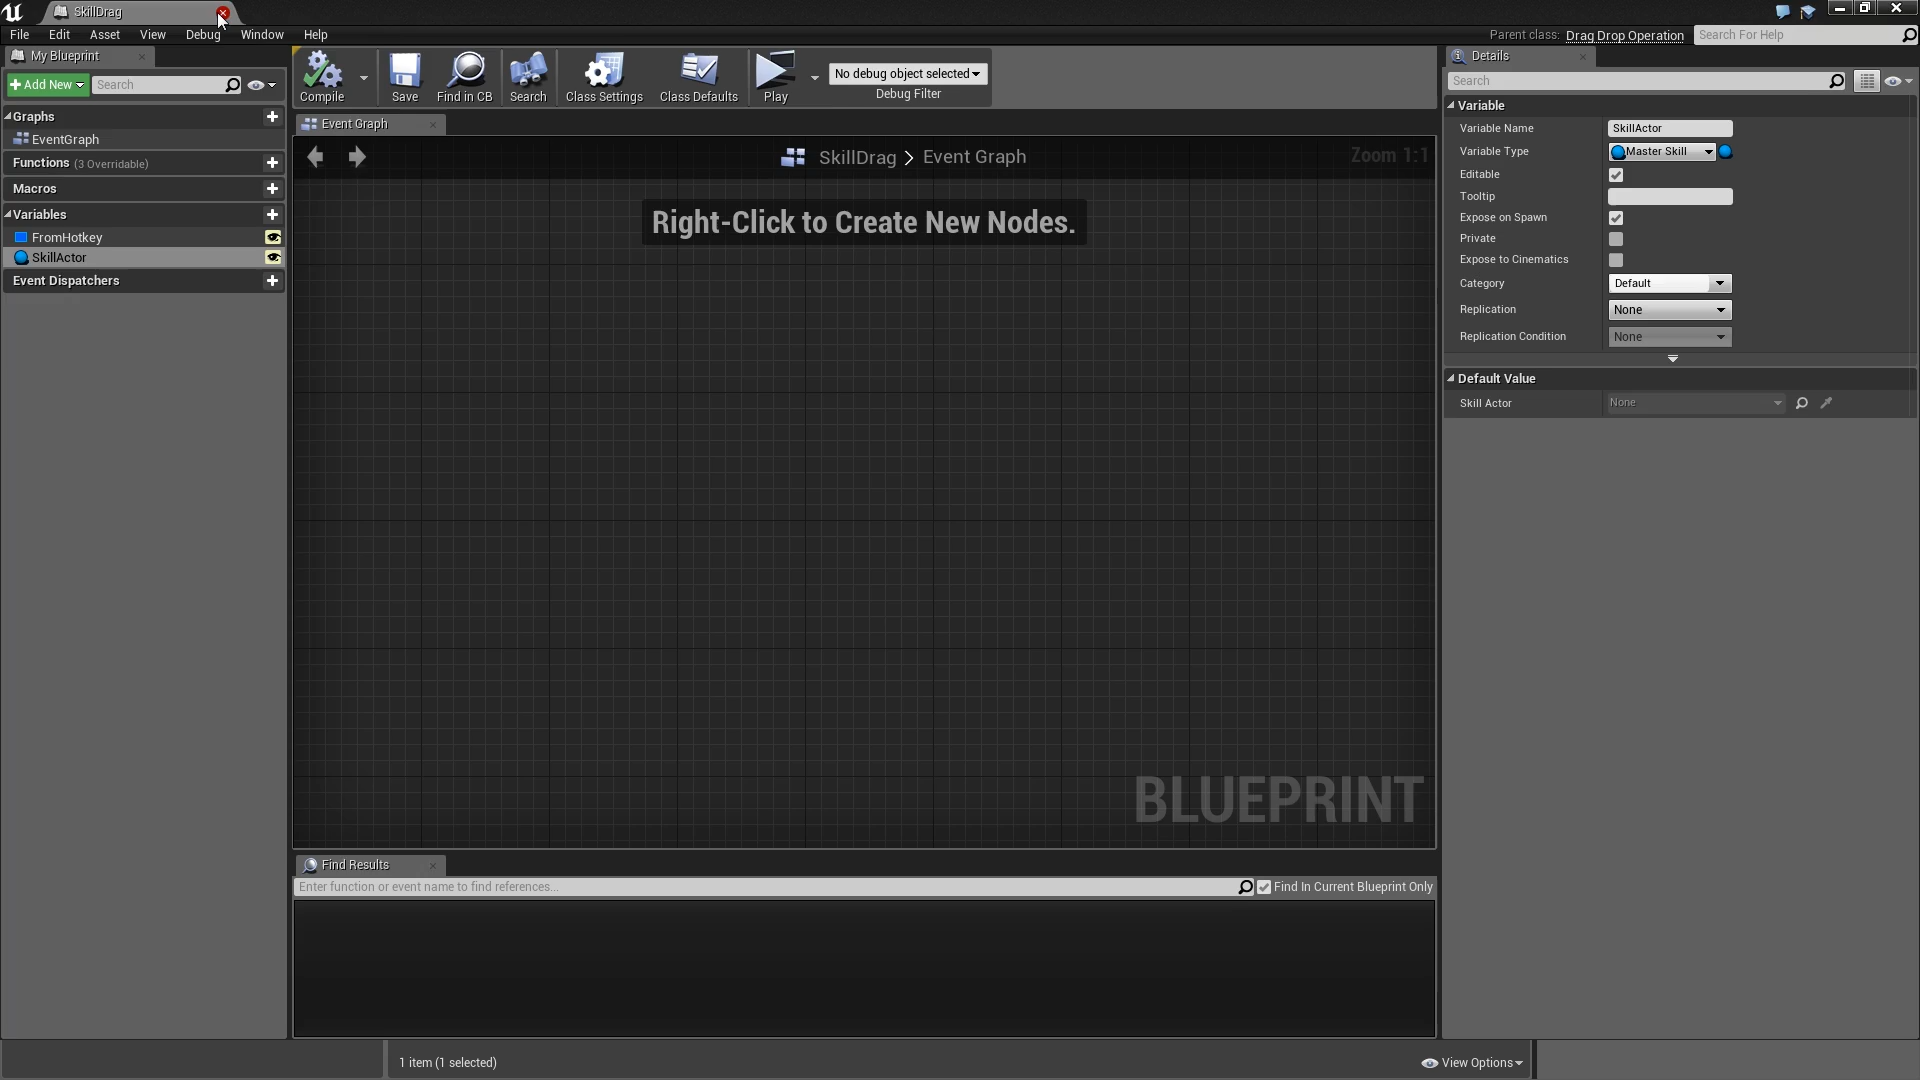 SkillDrag
File Edit Asset View Debug Window Help
Parent class: Drag Drop Operation Search For Help
My Blueprint
Add New Search
Graphs
EventGraph
Functions (3 Overridable)
Macros
Variables
FromHotkey
SkillActor
Event Dispatchers
Compile Save Find in CB Search Class Settings Class Defaults Play
No debug object selected
Debug Filter
Event Graph
SkillDrag > Event Graph
Zoom 1:1
Right-Click to Create New Nodes.
BLUEPRINT
Find Results
Enter function or event name to find references...
Find In Current Blueprint Only
1 item (1 selected)
View Options
Details
Search
Variable
Variable Name SkillActor
Variable Type Master Skill
Editable
Tooltip
Expose on Spawn
Private
Expose to Cinematics
Category Default
Replication None
Replication Condition None
Default Value
Skill Actor None